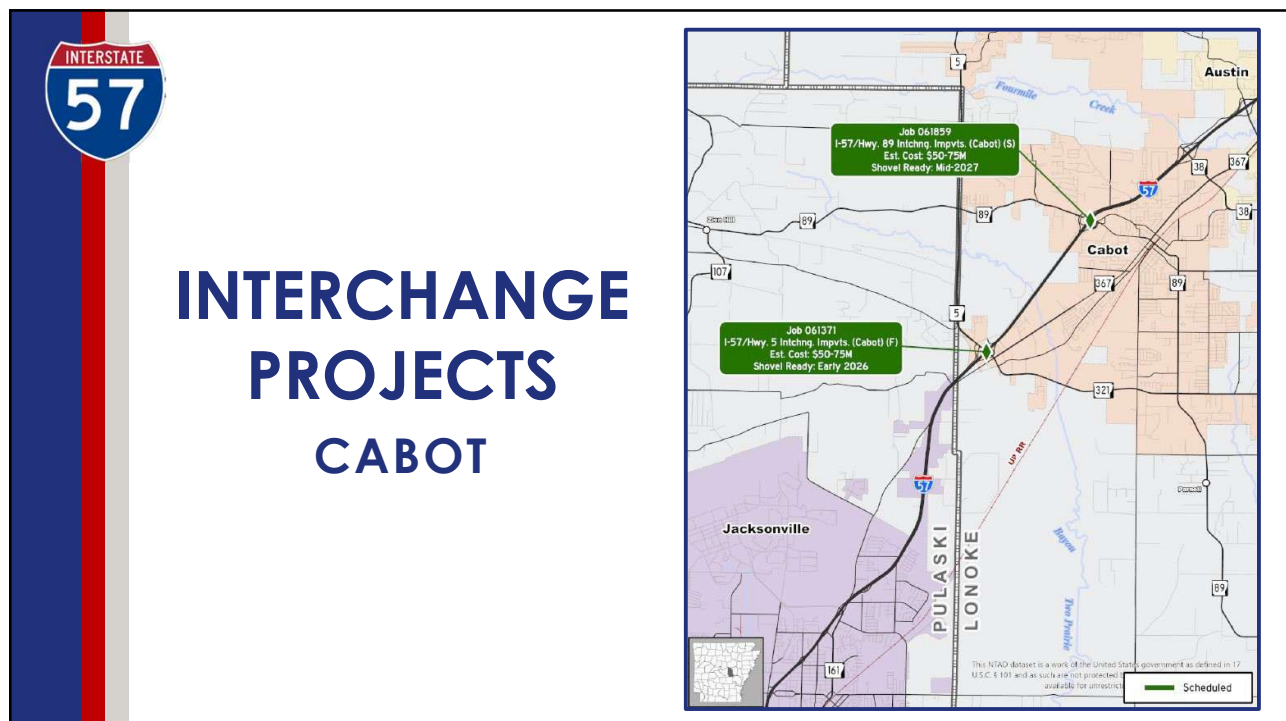 INTERSTATE
57
INTERCHANGE
PROJECTS
CABOT
5
Austin
Fourmile
Creek
Job 061859
I-57/Hwy. 89 Intchng. Impvts. (Cabot) (S)
Est. Cost: $50-75M
Shovel Ready: Mid-2027
367
38
57
38
89
89
Zion Hill
Cabot
107
367
89
5
Job 061371
I-57/Hwy. 5 Intchng. Impvts. (Cabot) (F)
Est. Cost: $50-75M
Shovel Ready: Early 2026
321
UP RR
57
Parnell
Jacksonville
PULASKI
LONOKE
Bayou
Two Prairie
89
161
This NTAD dataset is a work of the United States government as defined in 17
U.S.C. § 101 and as such are not protected
available for unrestric
Scheduled